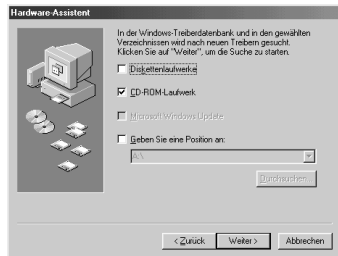 Hardware-Assistent
In der Windows-Treiberdatenbank und in den gewählten
Verzeichnissen wird nach neuen Treibern gesucht.
Klicken Sie auf "Weiter", um die Suche zu starten.
Diskettenlaufwerke
CD-ROM-Laufwerk
Microsoft Windows Update
Geben Sie eine Position an:
A:\
Durchsuchen...
< Zurück
Weiter >
Abbrechen